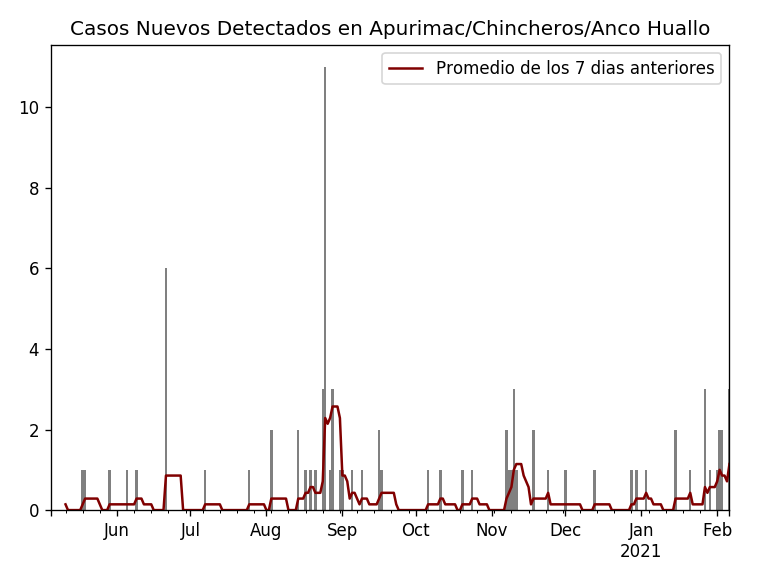 Casos Nuevos Detectados en Apurimac/Chincheros/Anco Huallo
Promedio de los 7 dias anteriores
10
8
6
4
2
0
Jun Jul Aug Sep Oct Nov Dec Jan Feb
2021